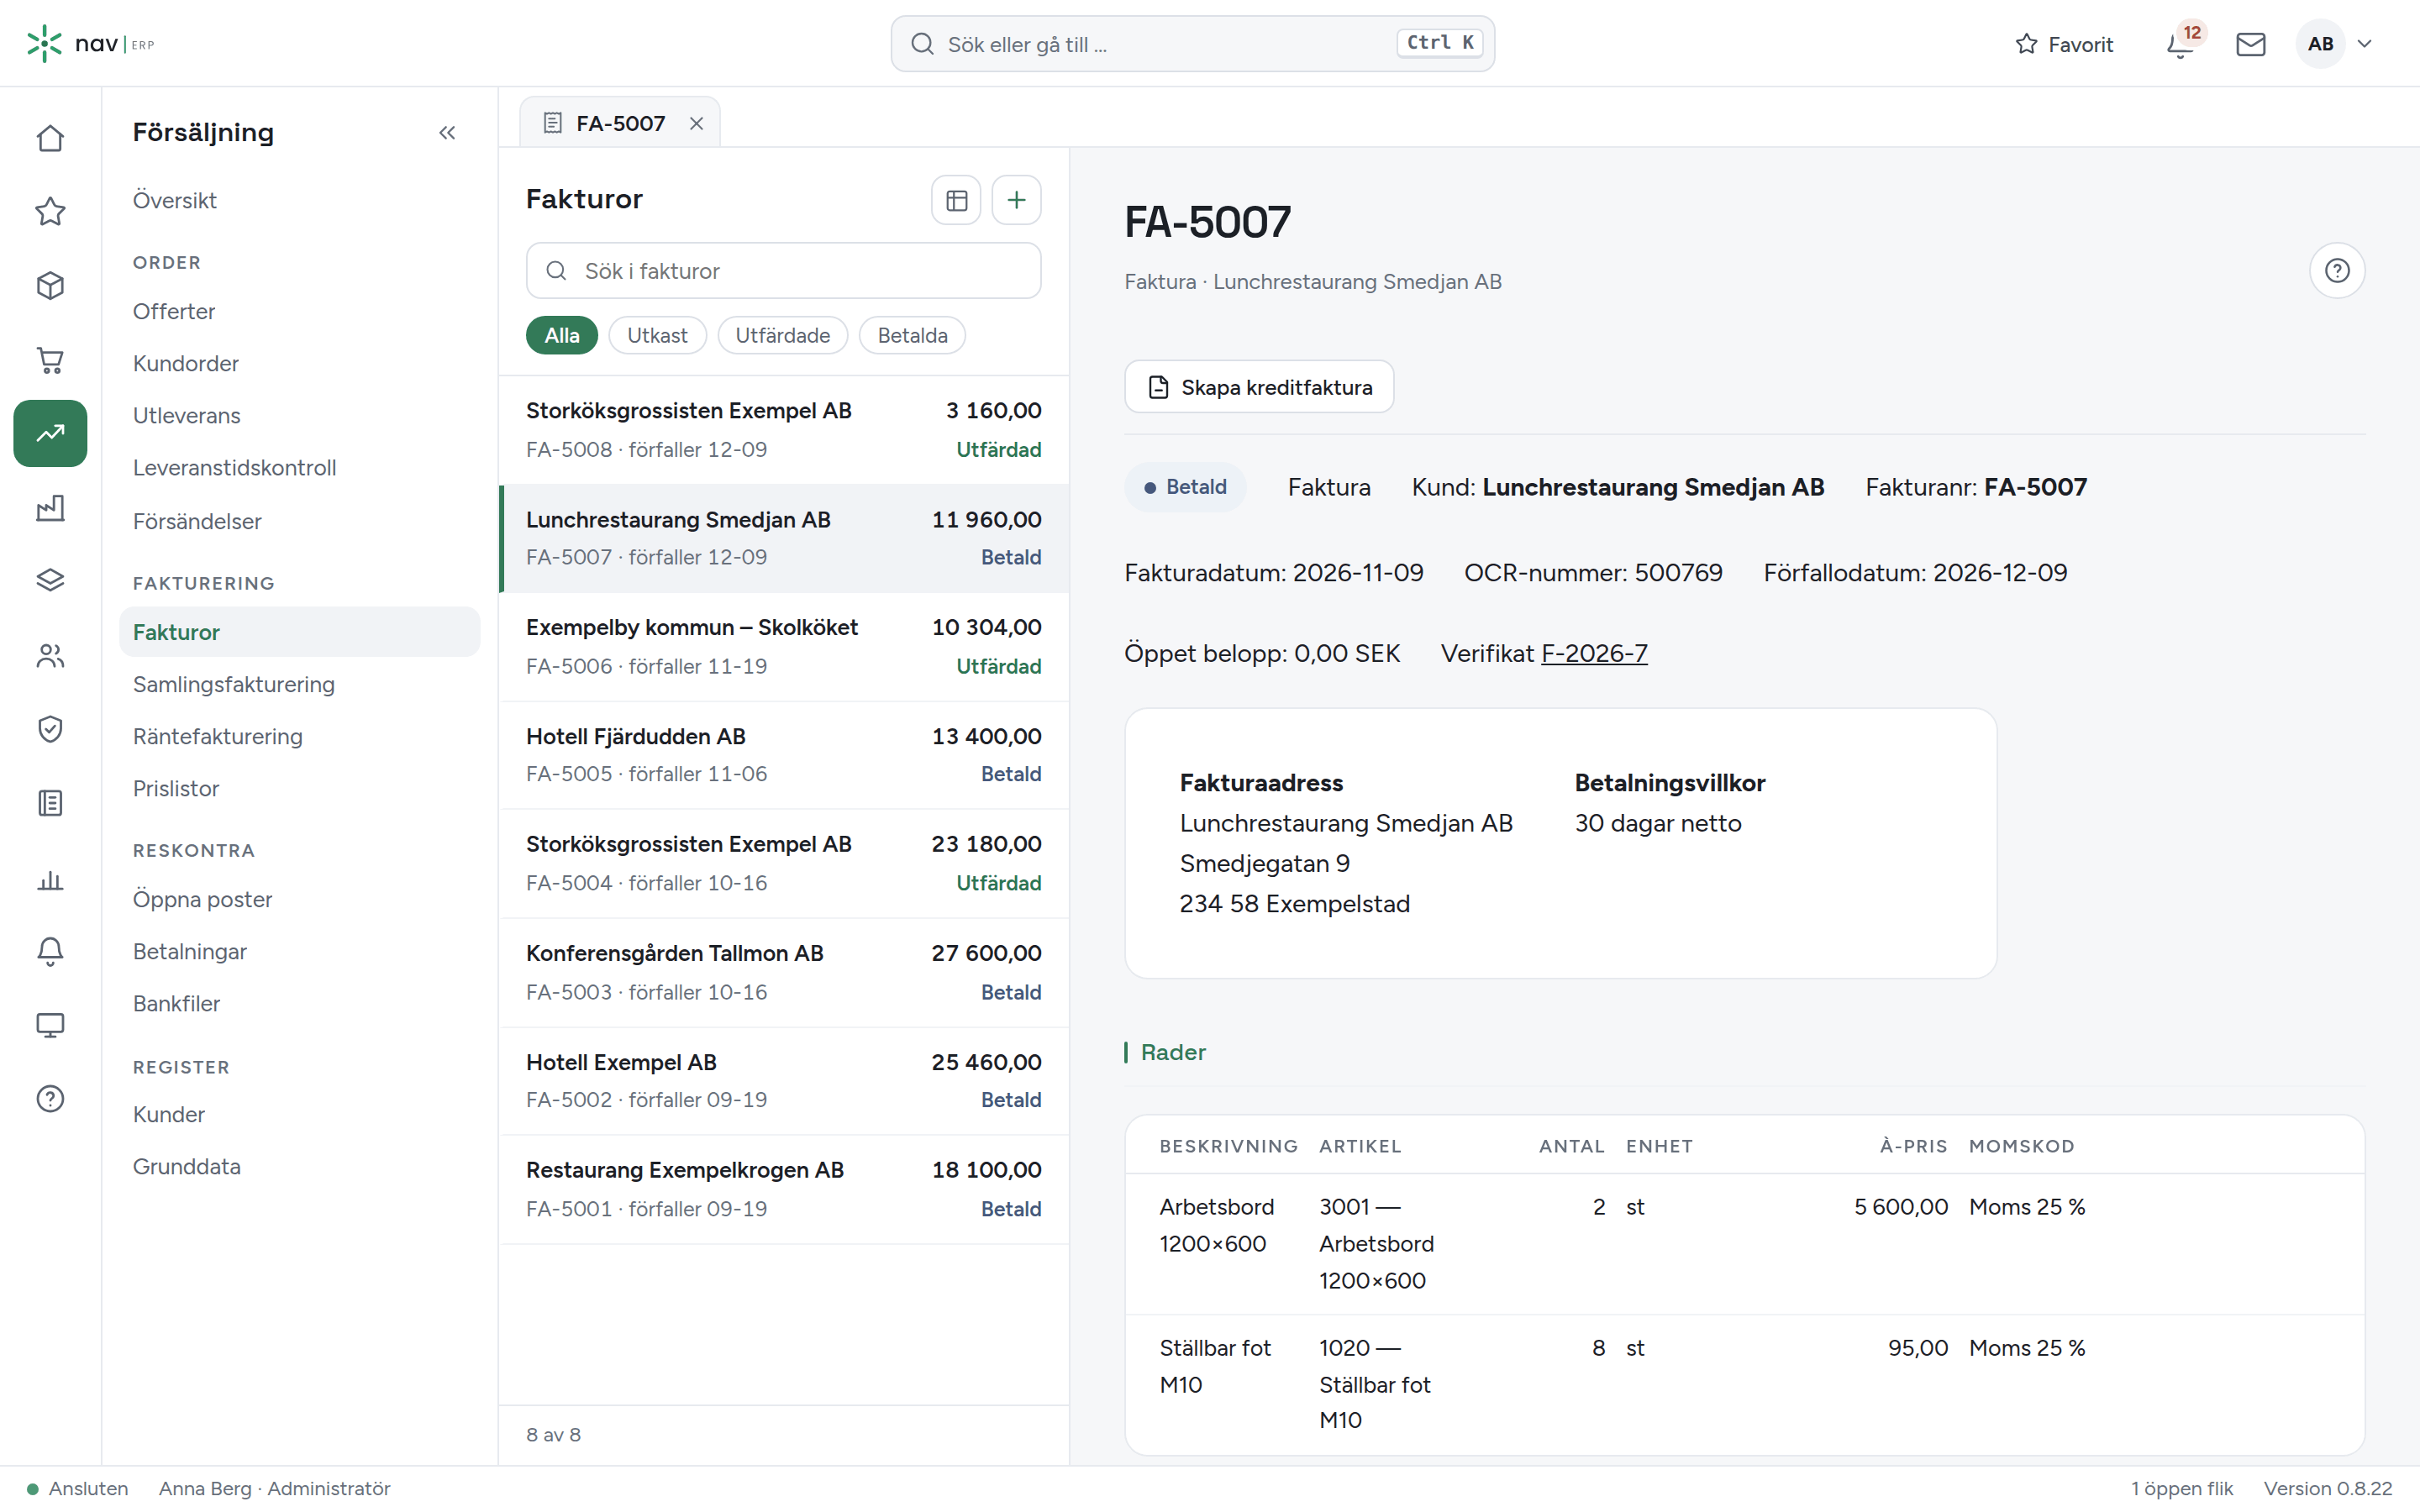 nav ERP
Sök eller gå till ...
Ctrl K
Favorit
12
AB
Försäljning
Översikt
ORDER
Offerter
Kundorder
Utleverans
Leveranstidskontroll
Försändelser
FAKTURERING
Fakturor
Samlingsfakturering
Räntefakturering
Prislistor
RESKONTRA
Öppna poster
Betalningar
Bankfiler
REGISTER
Kunder
Grunddata
FA-5007
Fakturor
Sök i fakturor
Alla Utkast Utfärdade Betalda
Storköksgrossisten Exempel AB 3 160,00
FA-5008 · förfaller 12-09 Utfärdad
Lunchrestaurang Smedjan AB 11 960,00
FA-5007 · förfaller 12-09 Betald
Exempelby kommun – Skolköket 10 304,00
FA-5006 · förfaller 11-19 Utfärdad
Hotell Fjärdudden AB 13 400,00
FA-5005 · förfaller 11-06 Betald
Storköksgrossisten Exempel AB 23 180,00
FA-5004 · förfaller 10-16 Utfärdad
Konferensgården Tallmon AB 27 600,00
FA-5003 · förfaller 10-16 Betald
Hotell Exempel AB 25 460,00
FA-5002 · förfaller 09-19 Betald
Restaurang Exempelkrogen AB 18 100,00
FA-5001 · förfaller 09-19 Betald
8 av 8
FA-5007
Faktura · Lunchrestaurang Smedjan AB
Skapa kreditfaktura
Betald Faktura Kund: Lunchrestaurang Smedjan AB Fakturanr: FA-5007
Fakturadatum: 2026-11-09 OCR-nummer: 500769 Förfallodatum: 2026-12-09
Öppet belopp: 0,00 SEK Verifikat F-2026-7
Fakturaadress
Lunchrestaurang Smedjan AB
Smedjegatan 9
234 58 Exempelstad
Betalningsvillkor
30 dagar netto
Rader
BESKRIVNING ARTIKEL ANTAL ENHET À-PRIS MOMSKOD
Arbetsbord 3001 — 2 st 5 600,00 Moms 25 %
1200×600 Arbetsbord
1200×600
Ställbar fot 1020 — 8 st 95,00 Moms 25 %
M10 Ställbar fot
M10
Ansluten Anna Berg · Administratör
1 öppen flik Version 0.8.22